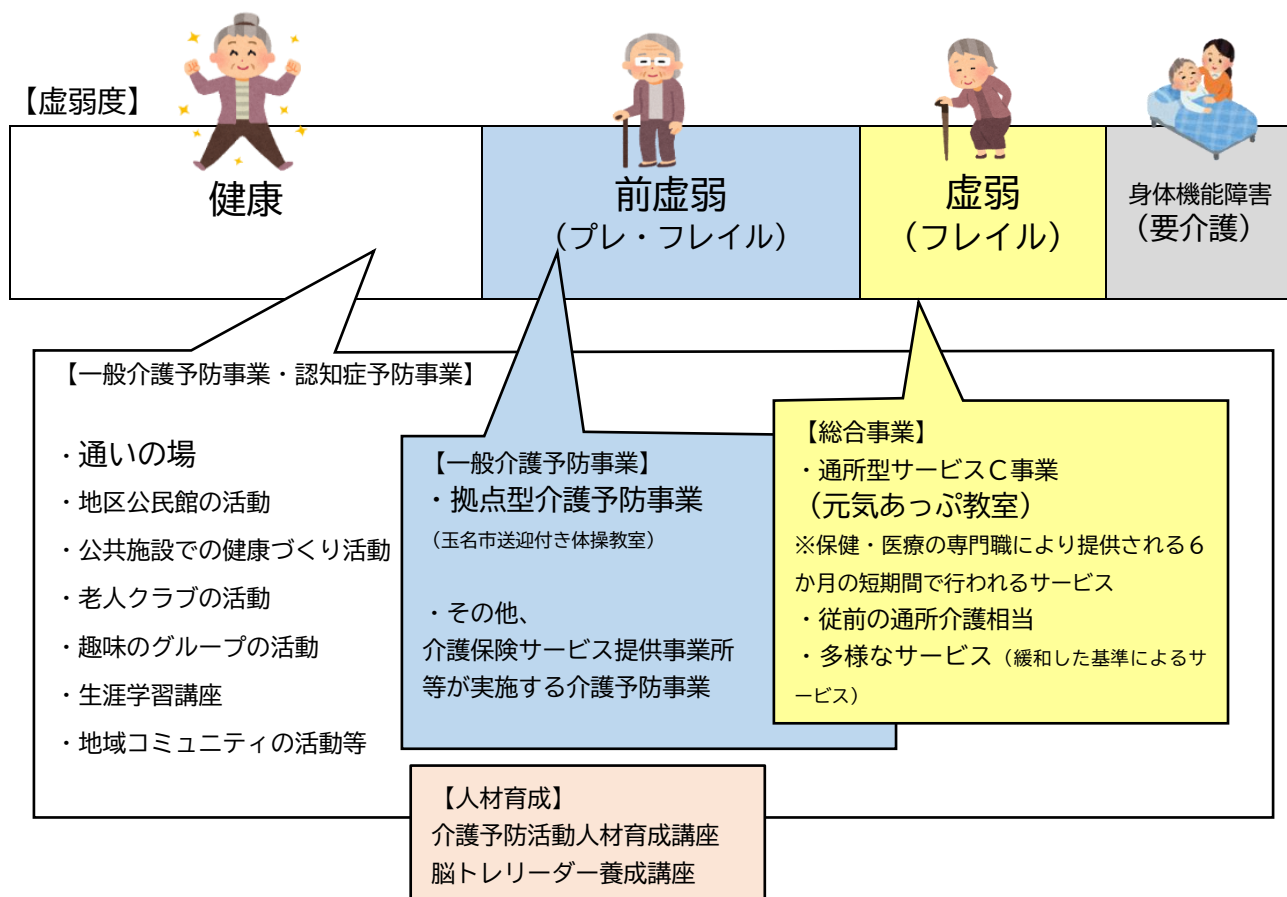 【虚弱度】
健康
前虚弱
（プレ・フレイル）
虚弱
（フレイル）
身体機能障害
（要介護）
【一般介護予防事業・認知症予防事業】
・通いの場
・地区公民館の活動
・公共施設での健康づくり活動
・老人クラブの活動
・趣味のグループの活動
・生涯学習講座
・地域コミュニティの活動等
【一般介護予防事業】
・拠点型介護予防事業
（玉名市送迎付き体操教室）
・その他、
介護保険サービス提供事業所
等が実施する介護予防事業
【総合事業】
・通所型サービスＣ事業
（元気あっぷ教室）
※保健・医療の専門職により提供される６
か月の短期間で行われるサービス
・従前の通所介護相当
・多様なサービス（緩和した基準によるサ
ービス）
【人材育成】
介護予防活動人材育成講座
脳トレリーダー養成講座